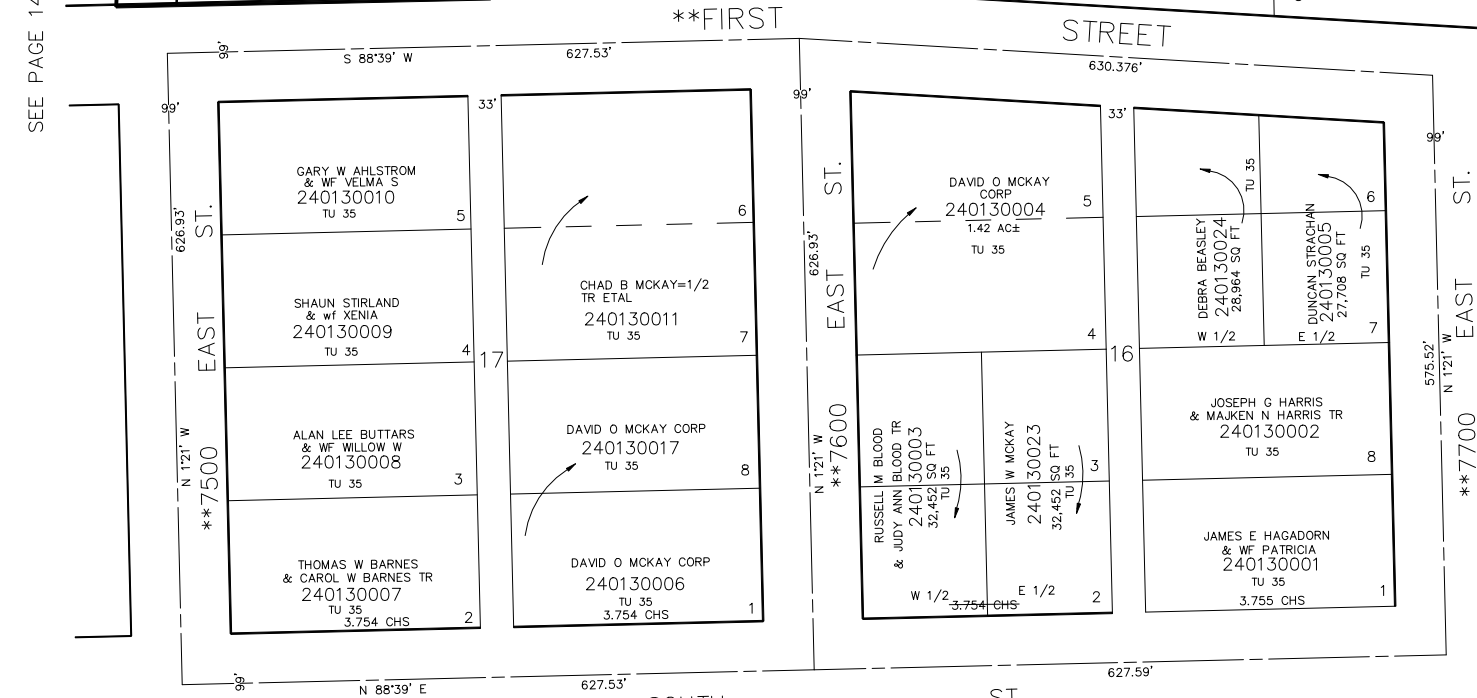 SEE PAGE 14
**FIRST STREET
99'
S 88°39' W
627.53'
630.376'
99'
33'
99'
33'
99'
626.93'
N 1°21' W
**7500 EAST ST.
GARY W AHLSTROM
& WF VELMA S
240130010
TU 35
5
SHAUN STIRLAND
& wf XENIA
240130009
TU 35
4
17
ALAN LEE BUTTARS
& WF WILLOW W
240130008
TU 35
3
THOMAS W BARNES
& CAROL W BARNES TR
240130007
TU 35
3.754 CHS
2
6
CHAD B MCKAY=1/2
TR ETAL
240130011
TU 35
7
DAVID O MCKAY CORP
240130017
TU 35
8
DAVID O MCKAY CORP
240130006
TU 35
3.754 CHS
1
626.93'
N 1°21' W
**7600 EAST ST.
DAVID O MCKAY
CORP
240130004
1.42 AC±
TU 35
5
4
16
RUSSELL M BLOOD
& JUDY ANN BLOOD TR
240130003
32,452 SQ FT
TU 35
W 1/2
JAMES W MCKAY
240130023
32,452 SQ FT
TU 35
E 1/2
3
3.754 CHS
2
DEBRA BEASLEY
240130024
28,964 SQ FT
TU 35
W 1/2
DUNCAN STRACHAN
240130005
27,708 SQ FT
TU 35
E 1/2
6
7
JOSEPH G HARRIS
& MAJKEN N HARRIS TR
240130002
TU 35
8
JAMES E HAGADORN
& WF PATRICIA
240130001
TU 35
3.755 CHS
1
575.52'
N 1°21' W
**7700 EAST ST.
99'
N 88°39' E
627.53'
627.59'
ST